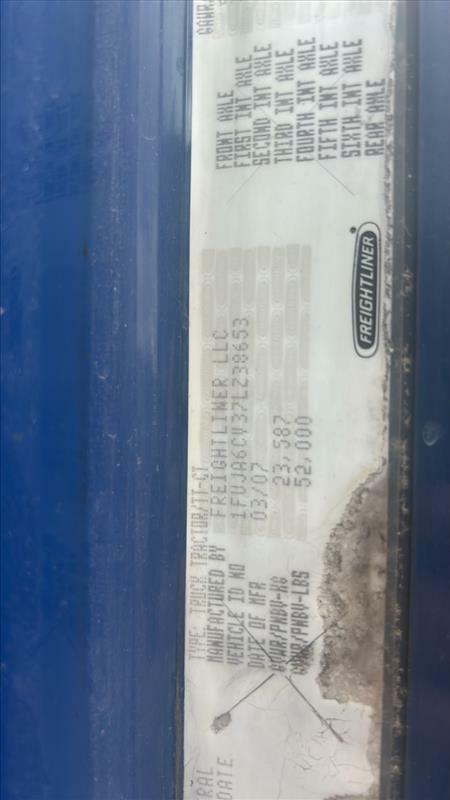 TYPE: TRUCK TRACTOR/TT-CT
MANUFACTURED BY FREIGHTLINER LLC
VEHICLE ID NO 1FUJA6CV37LZ38653
DATE OF MFR 03/07
GVWR/PNBV-KG 23,587
GVWR/PNBV-LBS 52,000
FREIGHTLINER
GAWR
FRONT AXLE
FIRST INT AXLE
SECOND INT AXLE
THIRD INT AXLE
FOURTH INT AXLE
FIFTH INT AXLE
SIXTH INT AXLE
REAR AXLE
DATE